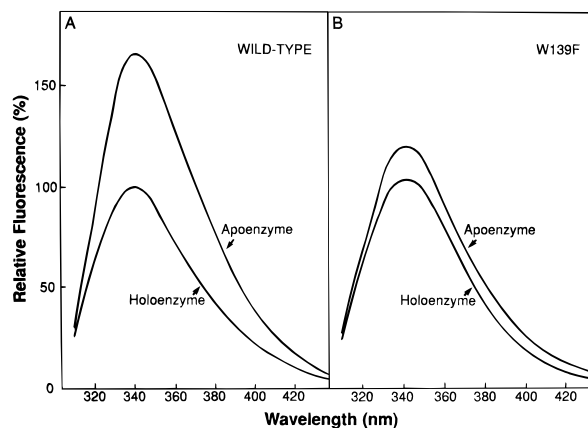 A
WILD-TYPE
B
W139F
Relative Fluorescence (%)
150
100
50
0
Apoenzyme
Holoenzyme
Apoenzyme
Holoenzyme
320 340 360 380 400 420 320 340 360 380 400 420
Wavelength (nm)